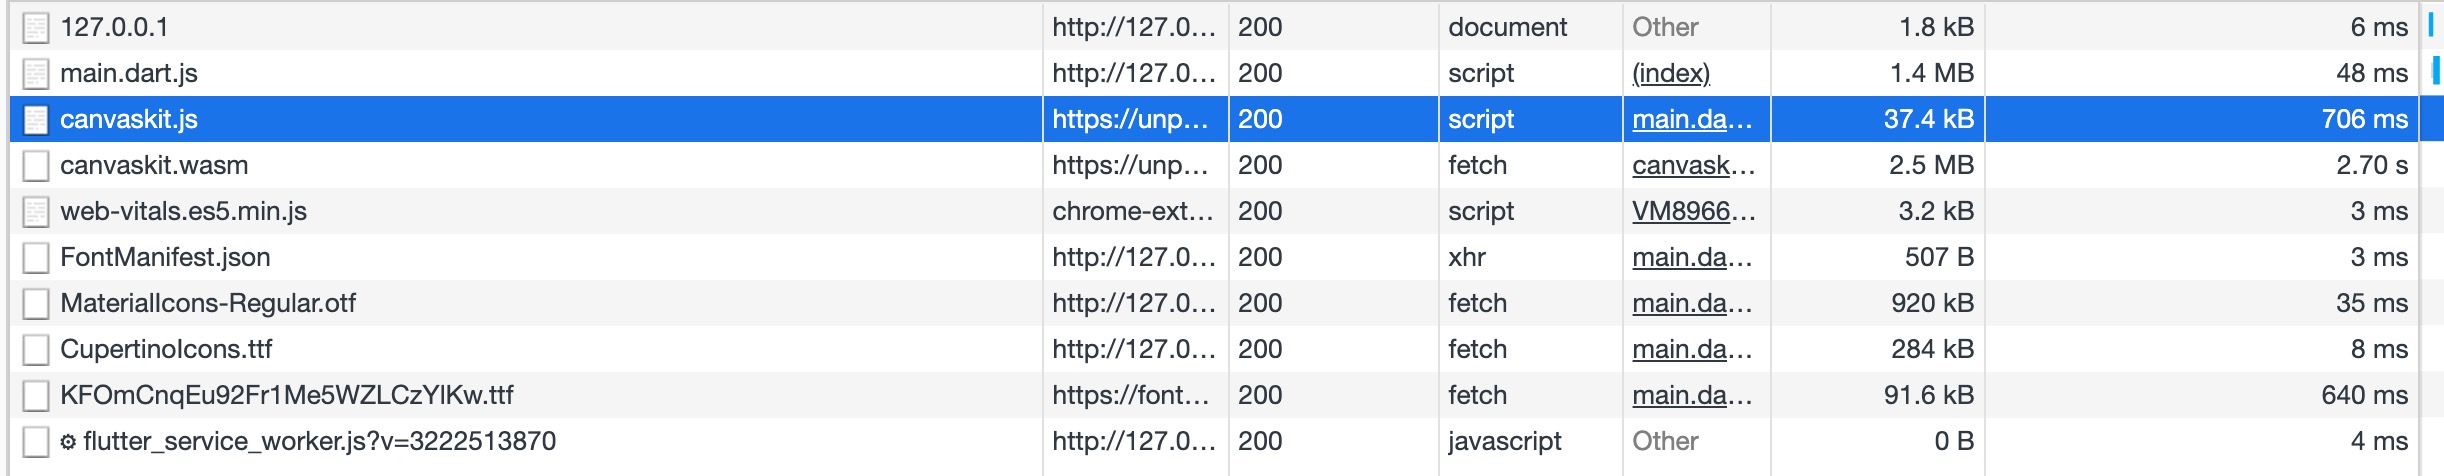 127.0.0.1 http://127.0... 200 document Other 1.8 kB 6 ms
main.dart.js http://127.0... 200 script (index) 1.4 MB 48 ms
canvaskit.js https://unp... 200 script main.da... 37.4 kB 706 ms
canvaskit.wasm https://unp... 200 fetch canvask... 2.5 MB 2.70 s
web-vitals.es5.min.js chrome-ext... 200 script VM8966... 3.2 kB 3 ms
FontManifest.json http://127.0... 200 xhr main.da... 507 B 3 ms
MaterialIcons-Regular.otf http://127.0... 200 fetch main.da... 920 kB 35 ms
CupertinoIcons.ttf http://127.0... 200 fetch main.da... 284 kB 8 ms
KFOmCnqEu92Fr1Me5WZLCzYlKw.ttf https://font... 200 fetch main.da... 91.6 kB 640 ms
flutter_service_worker.js?v=3222513870 http://127.0... 200 javascript Other 0 B 4 ms